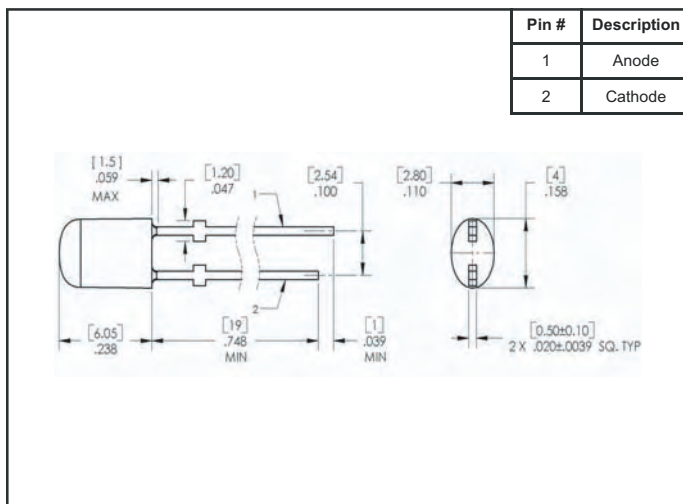 Pin # Description
1 Anode
2 Cathode
[1.5]
.059
MAX
[1.20]
.047
1
[2.54]
.100
[2.80]
.110
[4]
.158
2
[6.05]
.238
[19]
.748
MIN
[1]
.039
MIN
[0.50±0.10]
2 X .020±.0039 SQ. TYP